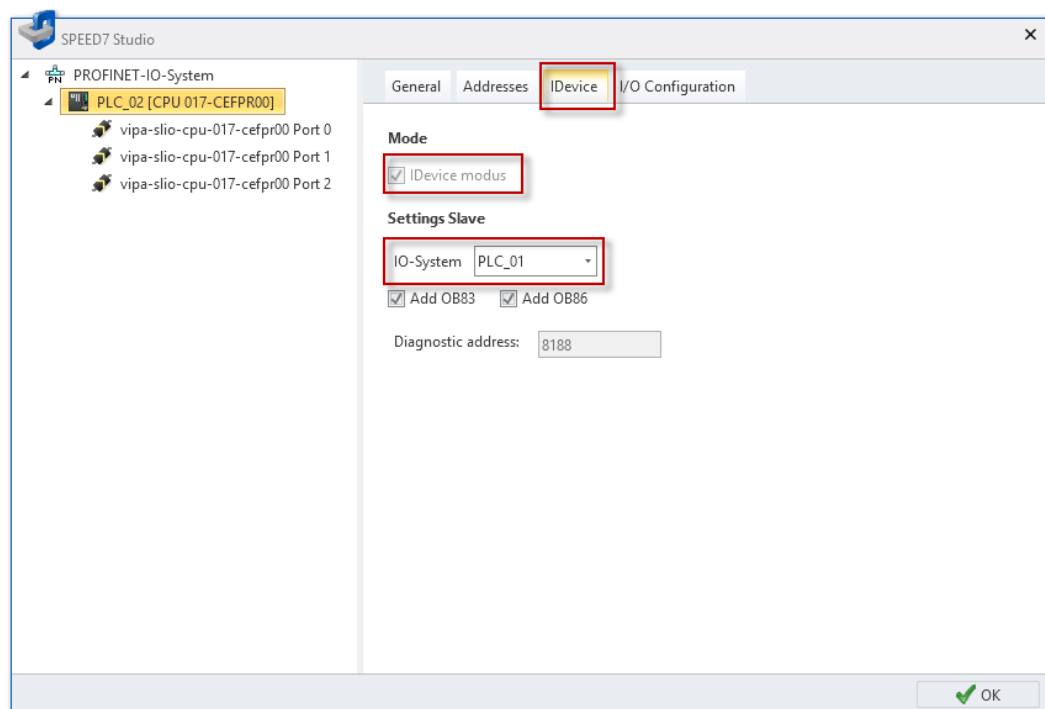 SPEED7 Studio
PN PROFINET-IO-System
PLC_02 [CPU 017-CEFPR00]
vipa-slio-cpu-017-cefpr00 Port 0
vipa-slio-cpu-017-cefpr00 Port 1
vipa-slio-cpu-017-cefpr00 Port 2
General Addresses IDevice I/O Configuration
Mode
IDevice modus
Settings Slave
IO-System PLC_01
Add OB83 Add OB86
Diagnostic address: 8188
OK